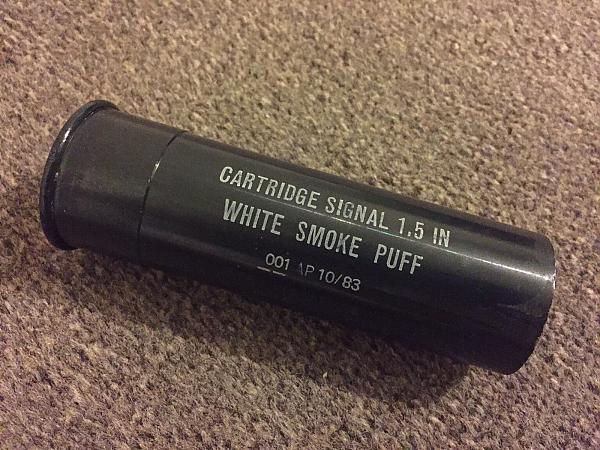 CARTRIDGE SIGNAL 1.5 IN
WHITE SMOKE PUFF
001 AP 10/83